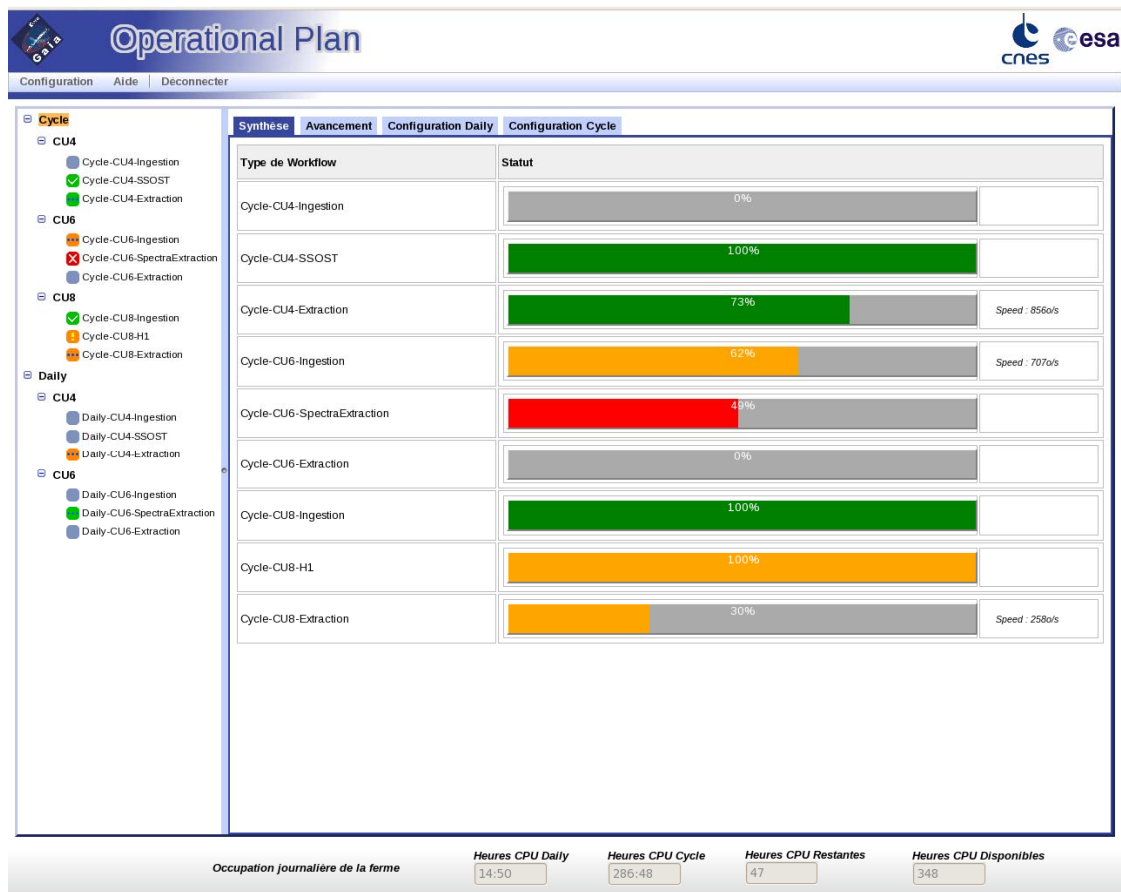 Gaia
Operational Plan
cnes
esa
Configuration Aide Déconnecter
Cycle
CU4
Cycle-CU4-Ingestion
Cycle-CU4-SSOST
Cycle-CU4-Extraction
CU6
Cycle-CU6-Ingestion
Cycle-CU6-SpectraExtraction
Cycle-CU6-Extraction
CU8
Cycle-CU8-Ingestion
Cycle-CU8-H1
Cycle-CU8-Extraction
Daily
CU4
Daily-CU4-Ingestion
Daily-CU4-SSOST
Daily-CU4-Extraction
CU6
Daily-CU6-Ingestion
Daily-CU6-SpectraExtraction
Daily-CU6-Extraction
Synthèse Avancement Configuration Daily Configuration Cycle
Type de Workflow Statut
Cycle-CU4-Ingestion 0%
Cycle-CU4-SSOST 100%
Cycle-CU4-Extraction 73% Speed : 856o/s
Cycle-CU6-Ingestion 62% Speed : 707o/s
Cycle-CU6-SpectraExtraction 49%
Cycle-CU6-Extraction 0%
Cycle-CU8-Ingestion 100%
Cycle-CU8-H1 100%
Cycle-CU8-Extraction 30% Speed : 258o/s
Occupation journalière de la ferme
Heures CPU Daily Heures CPU Cycle Heures CPU Restantes Heures CPU Disponibles
14:50 286:48 47 348